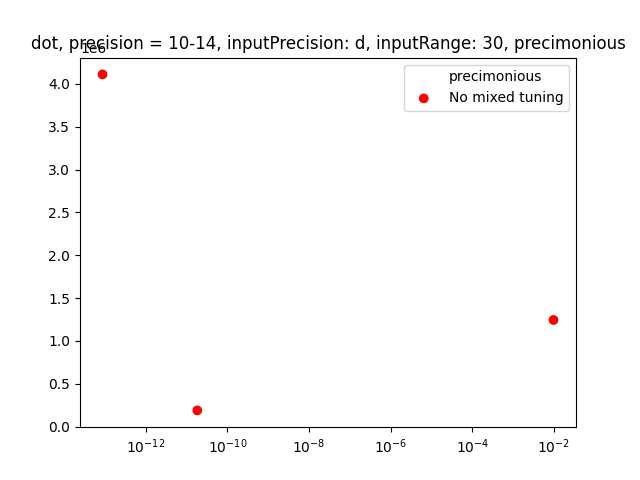 dot, precision = 10-14, inputPrecision: d, inputRange: 30, precimonious
1e6
precimonious
No mixed tuning
4.0
3.5
3.0
2.5
2.0
1.5
1.0
0.5
0.0
10⁻¹² 10⁻¹⁰ 10⁻⁸ 10⁻⁶ 10⁻⁴ 10⁻²